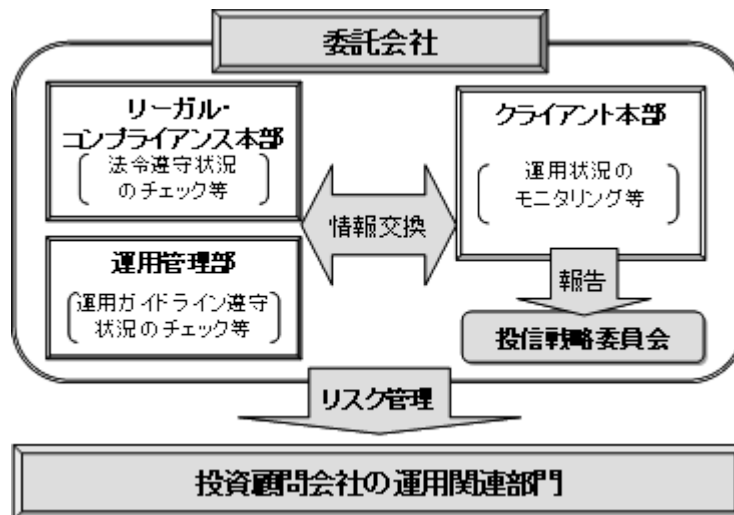 委託会社
リーガル・
コンプライアンス本部
法令遵守状況
のチェック等
運用管理部
運用ガイドライン遵守
状況のチェック等
情報交換
クライアント本部
運用状況の
モニタリング等
報告
投信戦略委員会
リスク管理
投資顧問会社の運用関連部門